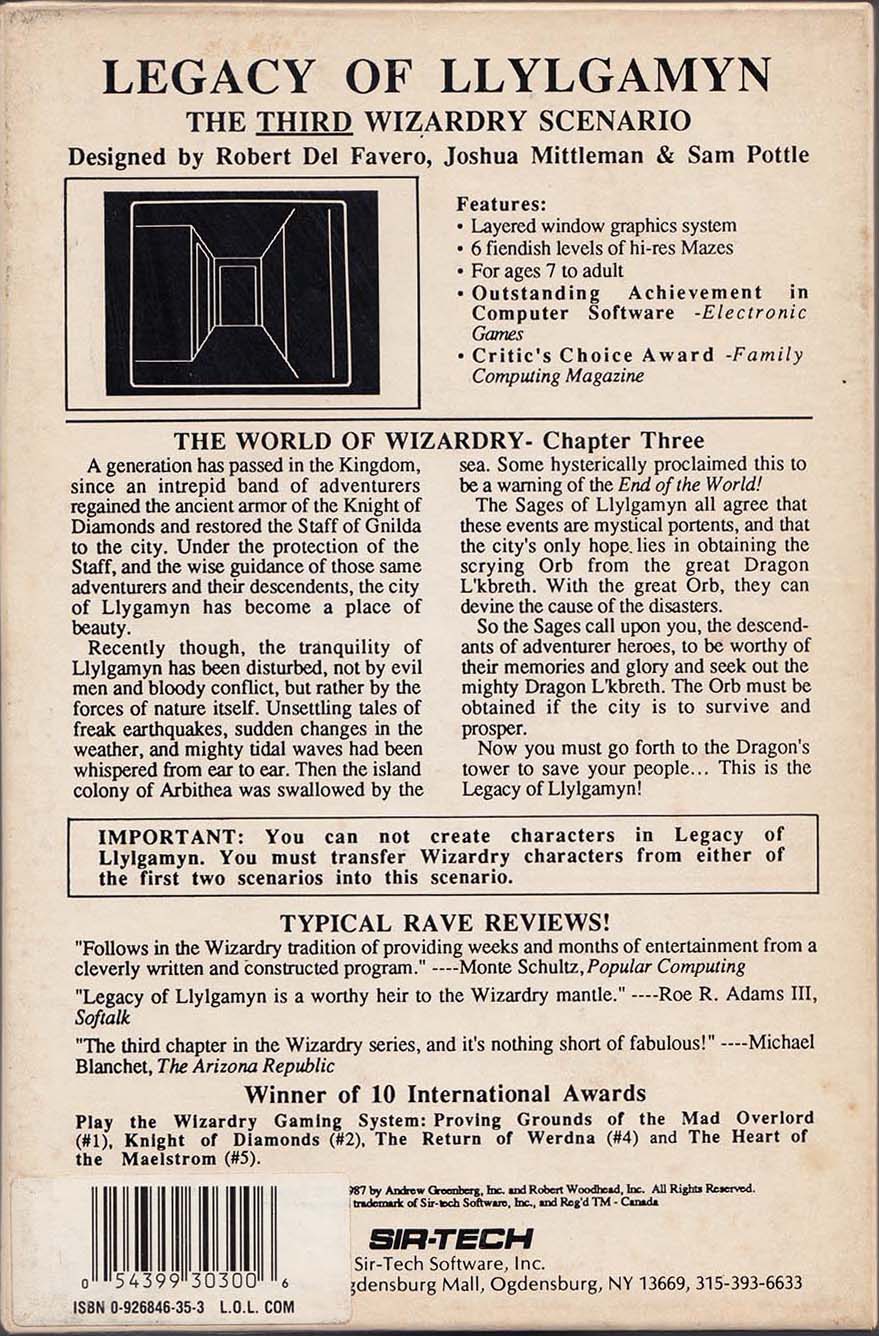 LEGACY OF LLYLGAMYN
THE THIRD WIZARDRY SCENARIO
Designed by Robert Del Favero, Joshua Mittleman & Sam Pottle
Features:
• Layered window graphics system
• 6 fiendish levels of hi-res Mazes
• For ages 7 to adult
• Outstanding Achievement in
Computer Software -Electronic
Games
• Critic's Choice Award -Family
Computing Magazine
THE WORLD OF WIZARDRY- Chapter Three
A generation has passed in the Kingdom,
since an intrepid band of adventurers
regained the ancient armor of the Knight of
Diamonds and restored the Staff of Gnilda
to the city. Under the protection of the
Staff, and the wise guidance of those same
adventurers and their descendents, the city
of Llygamyn has become a place of
beauty.
Recently though, the tranquility of
Llylgamyn has been disturbed, not by evil
men and bloody conflict, but rather by the
forces of nature itself. Unsettling tales of
freak earthquakes, sudden changes in the
weather, and mighty tidal waves had been
whispered from ear to ear. Then the island
colony of Arbithea was swallowed by the
sea. Some hysterically proclaimed this to
be a warning of the End of the World!
The Sages of Llylgamyn all agree that
these events are mystical portents, and that
the city's only hope lies in obtaining the
scrying Orb from the great Dragon
L'kbreth. With the great Orb, they can
devine the cause of the disasters.
So the Sages call upon you, the descend-
ants of adventurer heroes, to be worthy of
their memories and glory and seek out the
mighty Dragon L'kbreth. The Orb must be
obtained if the city is to survive and
prosper.
Now you must go forth to the Dragon's
tower to save your people... This is the
Legacy of Llylgamyn!
IMPORTANT: You can not create characters in Legacy of
Llylgamyn. You must transfer Wizardry characters from either of
the first two scenarios into this scenario.
TYPICAL RAVE REVIEWS!
"Follows in the Wizardry tradition of providing weeks and months of entertainment from a
cleverly written and constructed program." ----Monte Schultz, Popular Computing
"Legacy of Llylgamyn is a worthy heir to the Wizardry mantle." ----Roe R. Adams III,
Softalk
"The third chapter in the Wizardry series, and it's nothing short of fabulous!" ----Michael
Blanchet, The Arizona Republic
Winner of 10 International Awards
Play the Wizardry Gaming System: Proving Grounds of the Mad Overlord
(#1), Knight of Diamonds (#2), The Return of Werdna (#4) and The Heart of
the Maelstrom (#5).
987 by Andrew Greenberg, Inc. and Robert Woodhead, Inc. All Rights Reserved.
trademark of Sir-tech Software, Inc., and Reg'd TM - Canada
SIR-TECH
Sir-Tech Software, Inc.
gdensburg Mall, Ogdensburg, NY 13669, 315-393-6633
0 54399 30300 6
ISBN 0-926846-35-3 L.O.L. COM